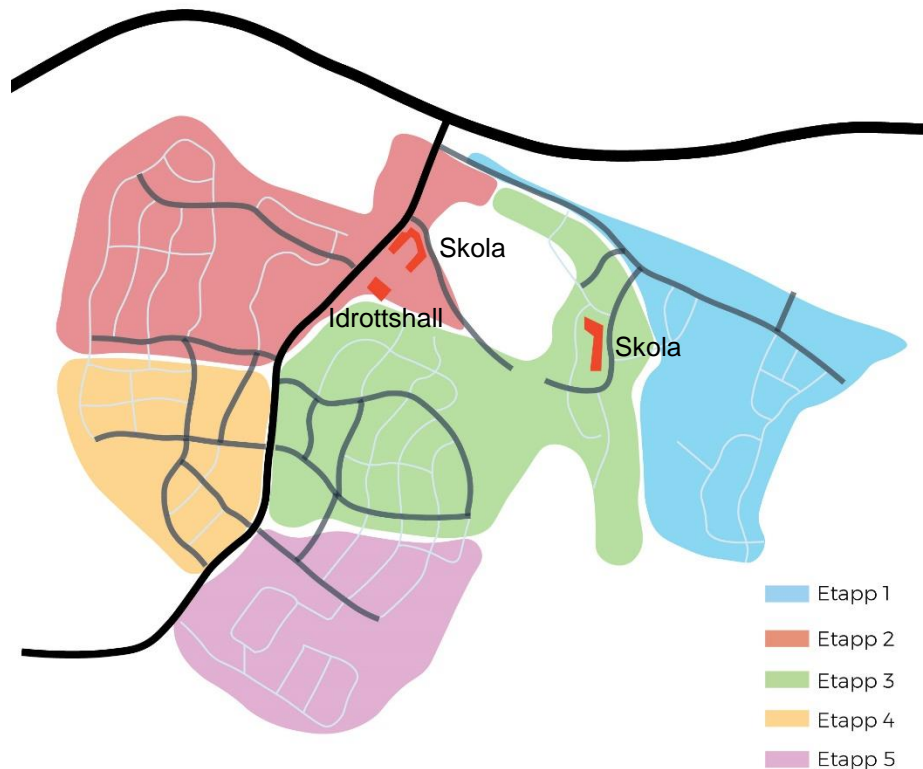 Skola
Idrottshall
Skola
Etapp 1
Etapp 2
Etapp 3
Etapp 4
Etapp 5